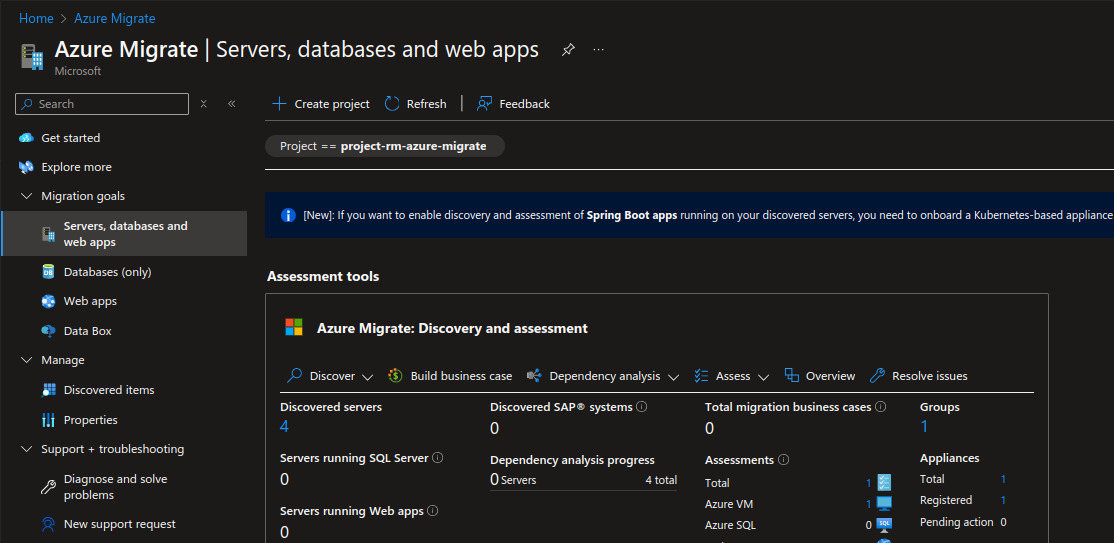 Home > Azure Migrate
Azure Migrate | Servers, databases and web apps
Microsoft
Search
Create project
Refresh
Feedback
Get started
Explore more
Migration goals
Servers, databases and
web apps
Databases (only)
Web apps
Data Box
Manage
Discovered items
Properties
Support + troubleshooting
Diagnose and solve
problems
New support request
Project == project-rm-azure-migrate
[New]: If you want to enable discovery and assessment of Spring Boot apps running on your discovered servers, you need to onboard a Kubernetes-based appliance
Assessment tools
Azure Migrate: Discovery and assessment
Discover
Build business case
Dependency analysis
Assess
Overview
Resolve issues
Discovered servers
4
Servers running SQL Server
0
Servers running Web apps
0
Discovered SAP® systems
0
Dependency analysis progress
0 Servers 4 total
Total migration business cases
0
Assessments
Total 1
Azure VM 1
Azure SQL 0
SQL
Groups
1
Appliances
Total 1
Registered 1
Pending action 0